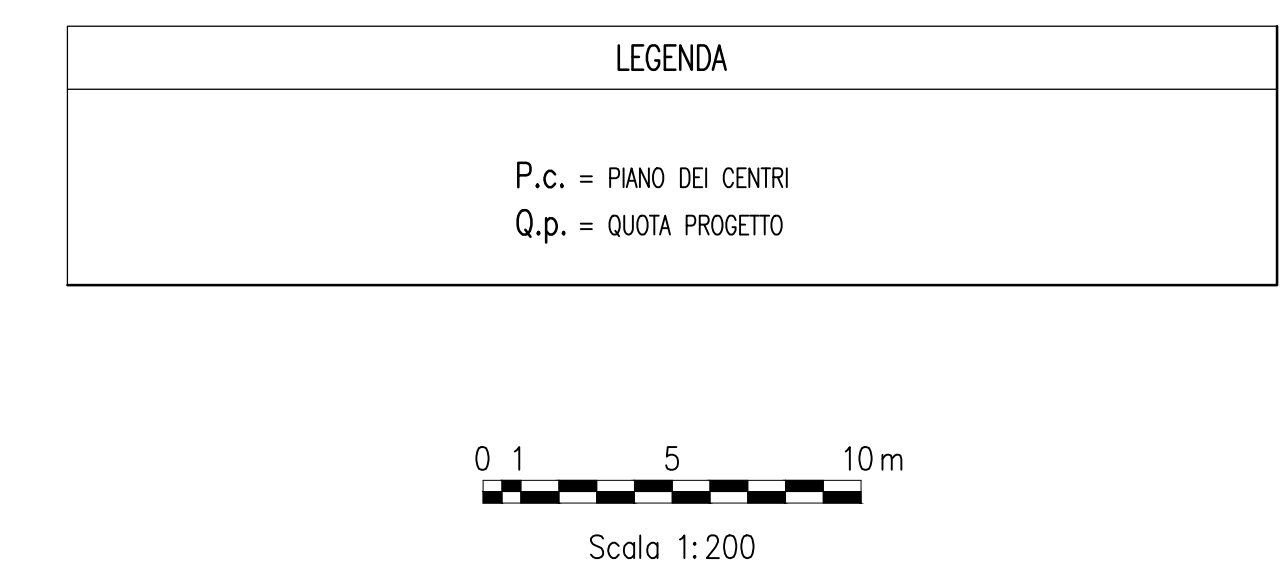 LEGENDA
P.c. = PIANO DEI CENTRI
Q.p. = QUOTA PROGETTO
0 1 5 10 m
Scala 1:200